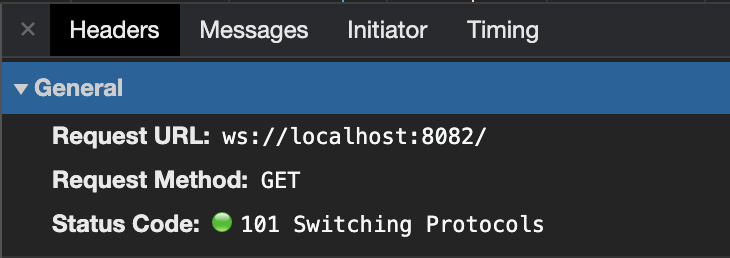 × Headers Messages Initiator Timing
▼ General
Request URL: ws://localhost:8082/
Request Method: GET
Status Code: 101 Switching Protocols